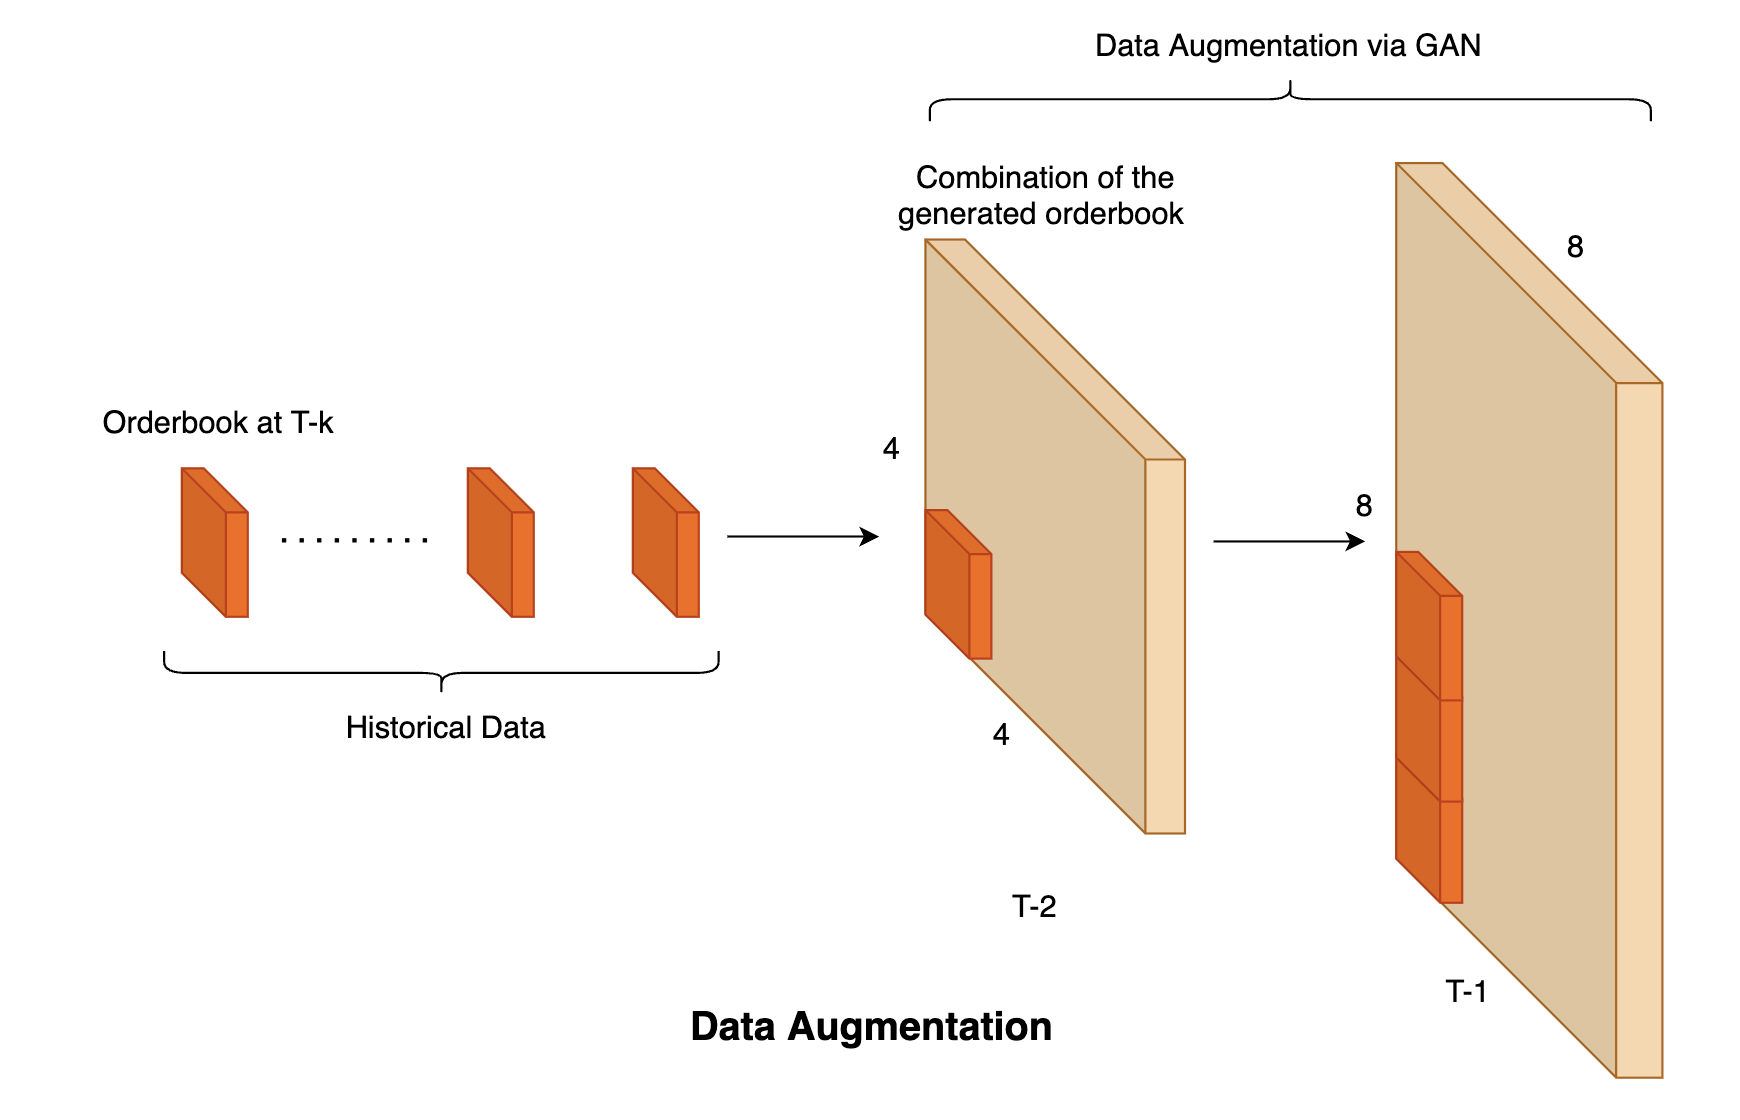 Data Augmentation via GAN
Combination of the
generated orderbook
8
Orderbook at T-k
4
8
Historical Data
4
T-2
T-1
Data Augmentation